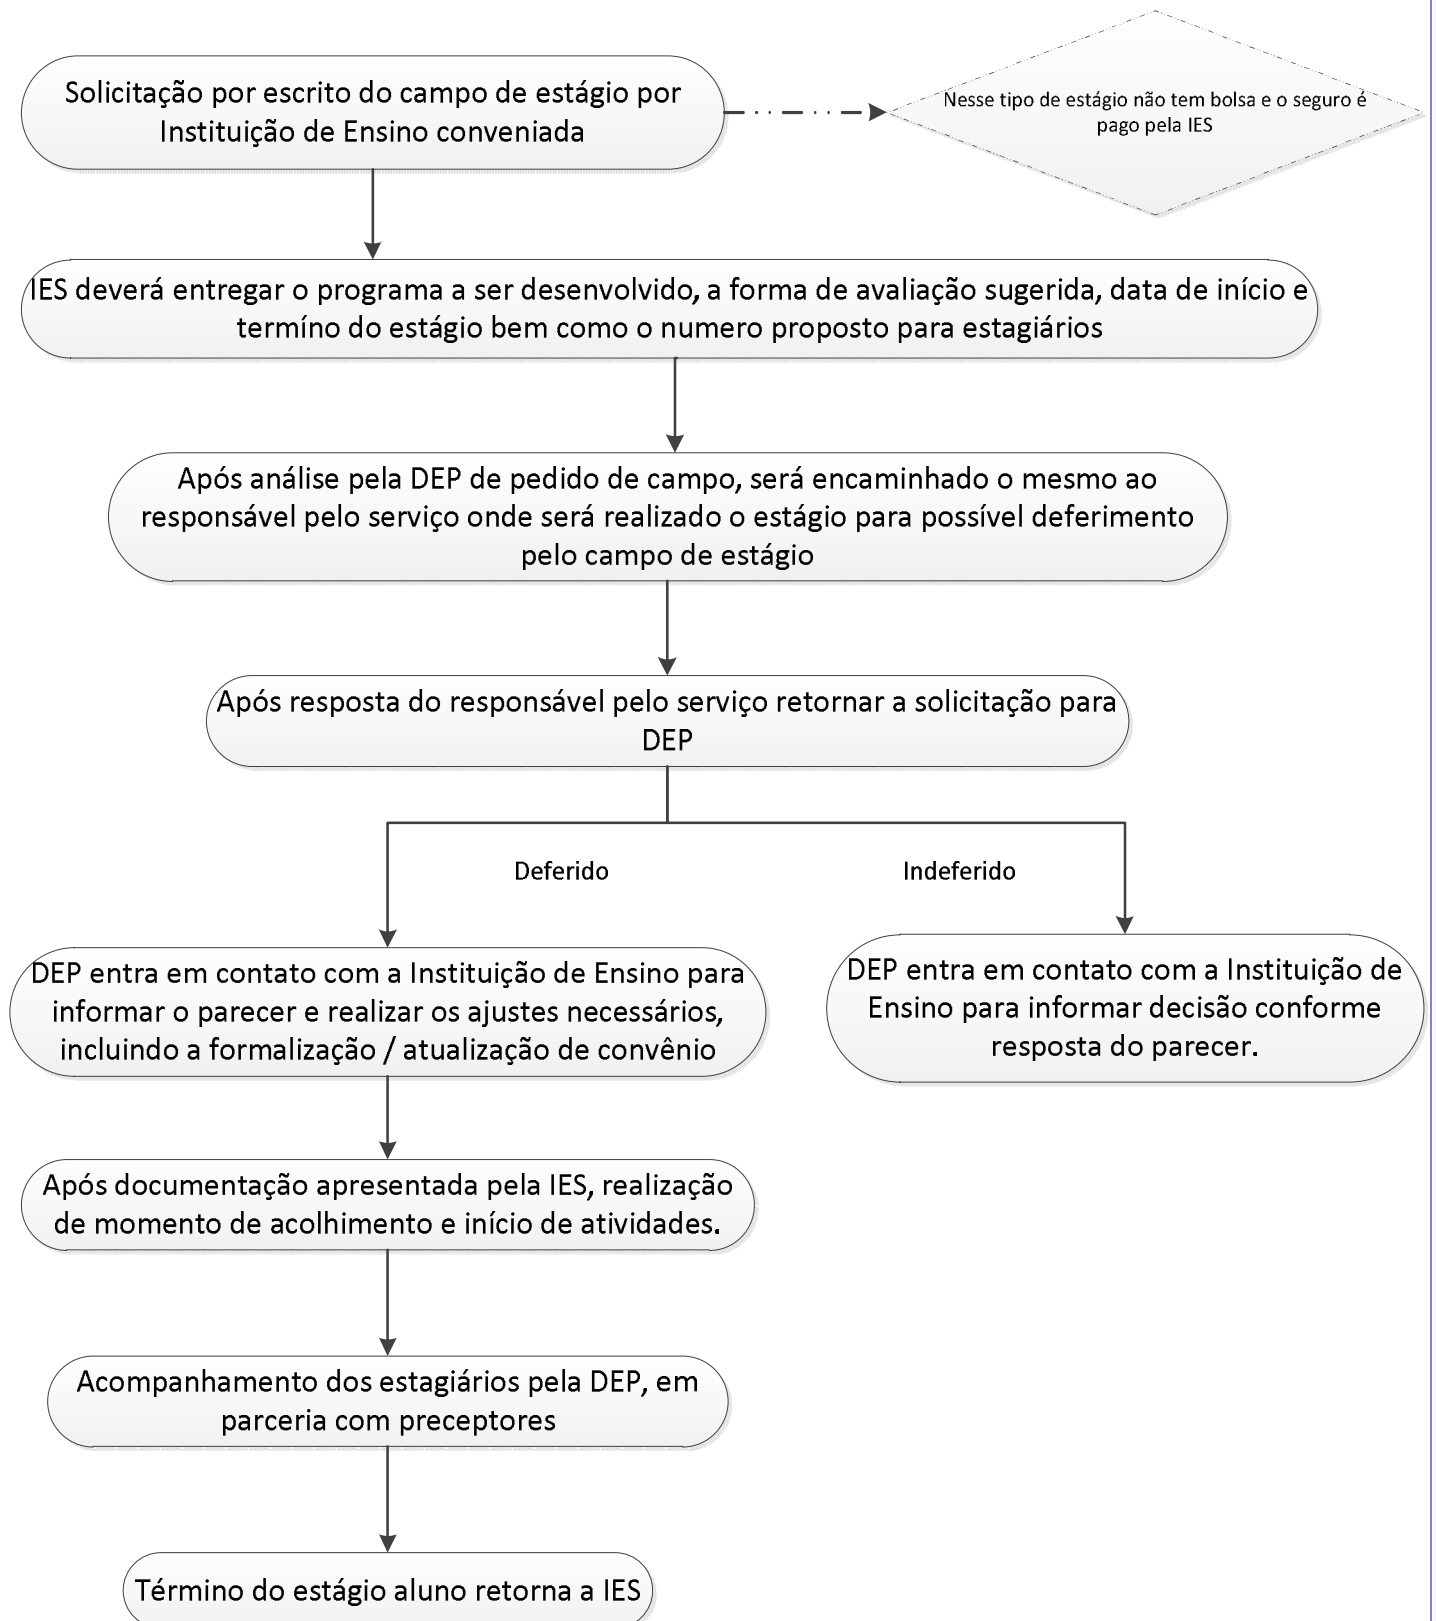 Solicitação por escrito do campo de estágio por
Instituição de Ensino conveniada
Nesse tipo de estágio não tem bolsa e o seguro é
pago pela IES
IES deverá entregar o programa a ser desenvolvido, a forma de avaliação sugerida, data de início e
termíno do estágio bem como o numero proposto para estagiários
Após análise pela DEP de pedido de campo, será encaminhado o mesmo ao
responsável pelo serviço onde será realizado o estágio para possível deferimento
pelo campo de estágio
Após resposta do responsável pelo serviço retornar a solicitação para
DEP
Deferido
Indeferido
DEP entra em contato com a Instituição de Ensino para
informar o parecer e realizar os ajustes necessários,
incluindo a formalização / atualização de convênio
DEP entra em contato com a Instituição de
Ensino para informar decisão conforme
resposta do parecer.
Após documentação apresentada pela IES, realização
de momento de acolhimento e início de atividades.
Acompanhamento dos estagiários pela DEP, em
parceria com preceptores
Término do estágio aluno retorna a IES